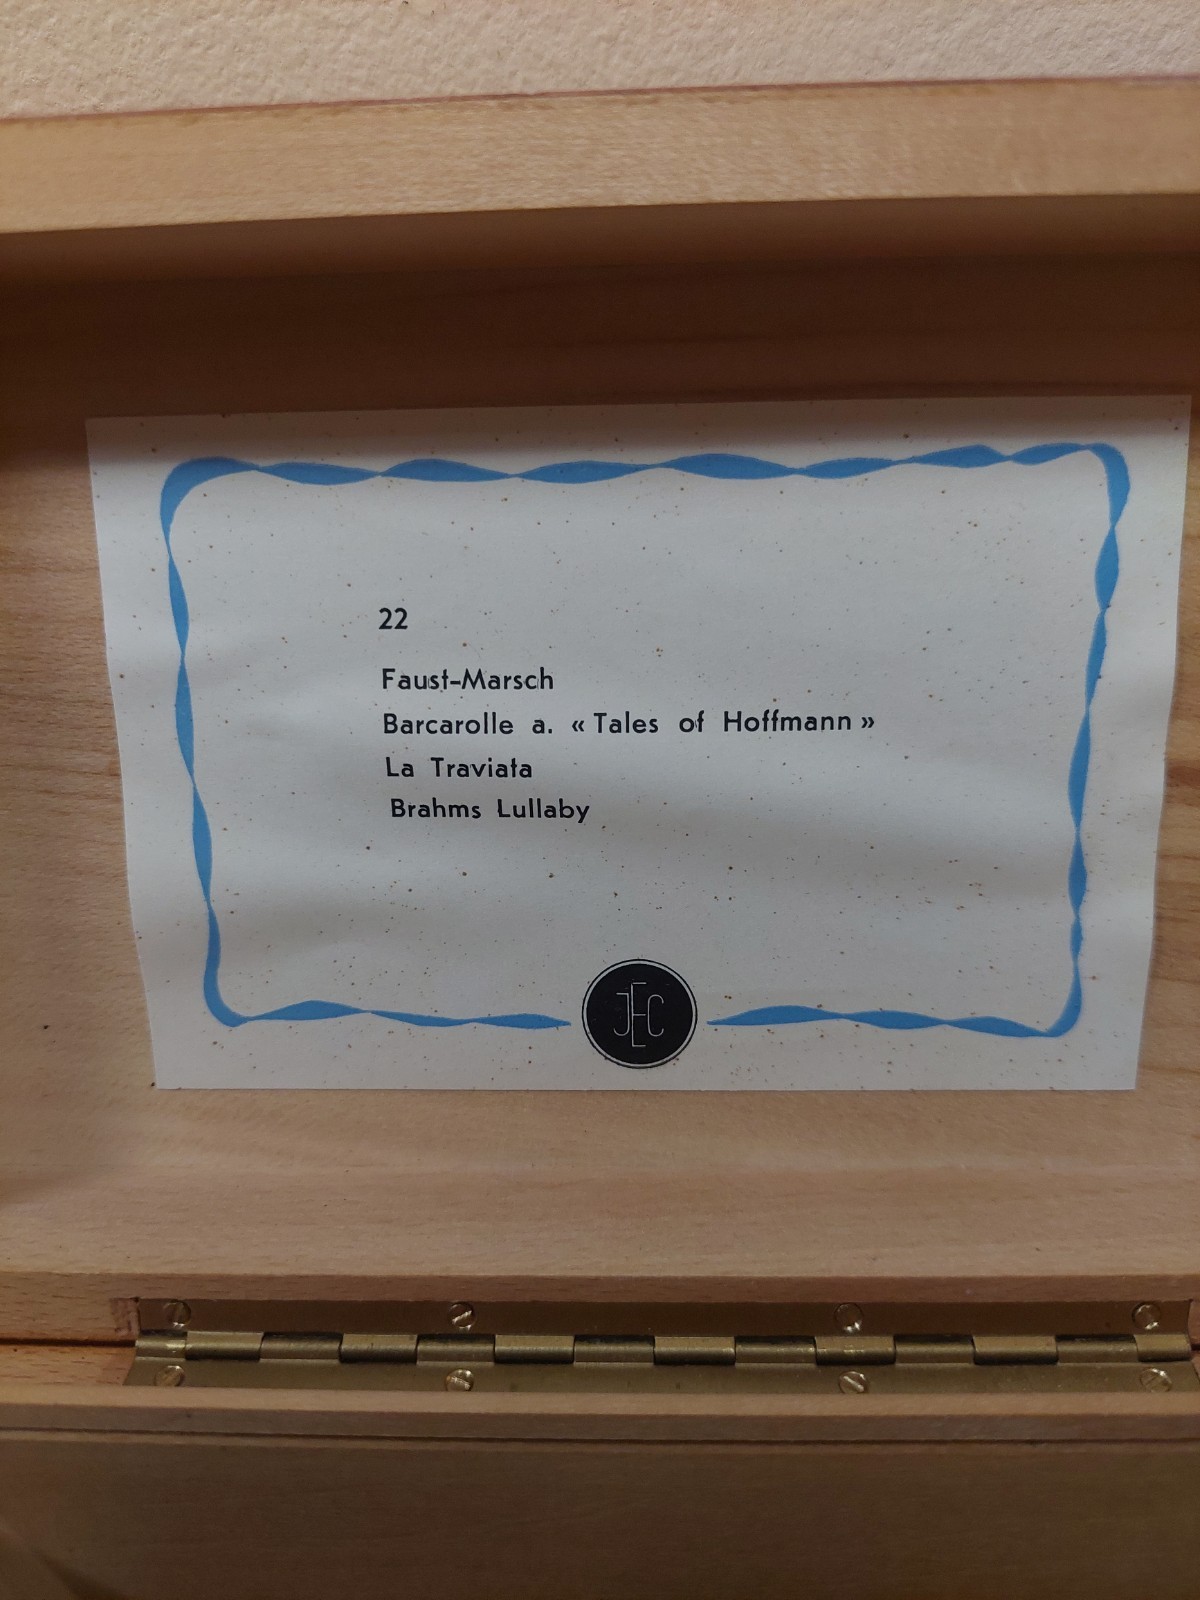 22
Faust-Marsch
Barcarolle a. «Tales of Hoffmann»
La Traviata
Brahms Lullaby
JEC